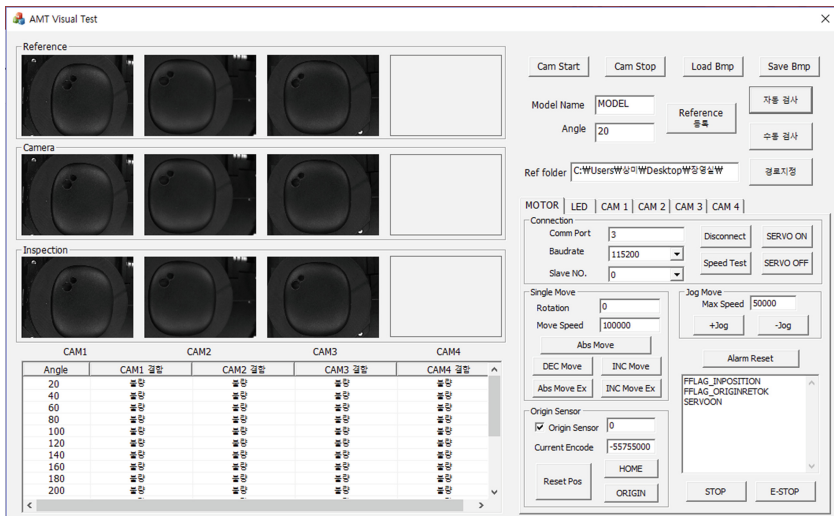 AMT Visual Test
Reference
Cam Start Cam Stop Load Bmp Save Bmp
Model Name MODEL
Angle 20
Reference
등록
자동 검사
수동 검사
Camera
Ref folder C:₩Users₩상미₩Desktop₩장영실₩
경로지정
MOTOR LED CAM 1 CAM 2 CAM 3 CAM 4
Connection
Comm Port 3 Disconnect SERVO ON
Baudrate 115200
Slave NO. 0 Speed Test SERVO OFF
Inspection
Single Move
Rotation 0
Move Speed 100000
Abs Move
DEC Move INC Move
Abs Move Ex INC Move Ex
Jog Move
Max Speed 50000
+Jog -Jog
Alarm Reset
FFLAG_INPOSITION
FFLAG_ORIGINRETOK
SERVOON
Origin Sensor
Origin Sensor 0
Current Encode -55755000
Reset Pos HOME
ORIGIN
STOP E-STOP
CAM1 CAM2 CAM3 CAM4
Angle CAM1 결함 CAM2 결함 CAM3 결함 CAM4 결함
20 불량 불량 불량 불량
40 불량 불량 불량 불량
60 불량 불량 불량 불량
80 불량 불량 불량 불량
100 불량 불량 불량 불량
120 불량 불량 불량 불량
140 불량 불량 불량 불량
160 불량 불량 불량 불량
180 불량 불량 불량 불량
200 불량 불량 불량 불량